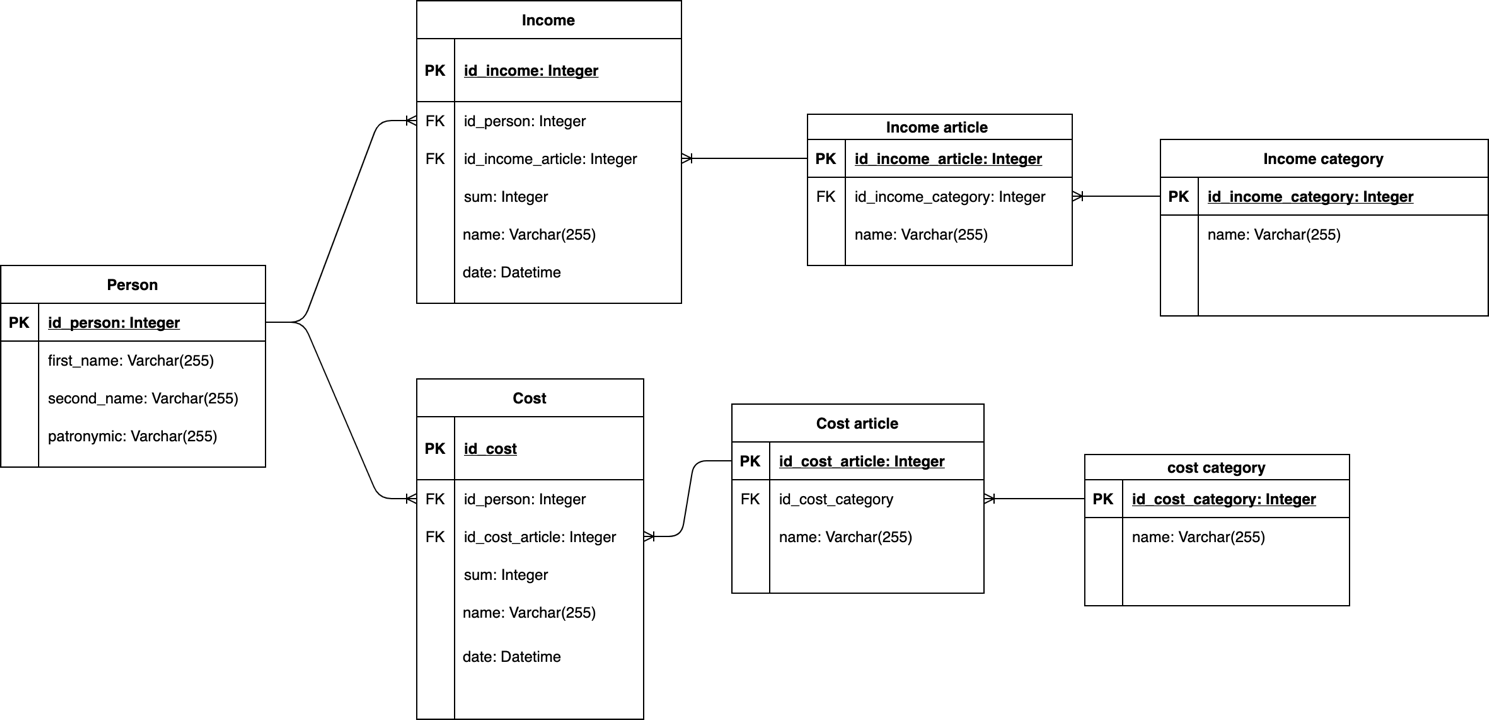 Income
PK id_income: Integer
FK id_person: Integer
FK id_income_article: Integer
sum: Integer
name: Varchar(255)
date: Datetime
Income article
PK id_income_article: Integer
FK id_income_category: Integer
name: Varchar(255)
Income category
PK id_income_category: Integer
name: Varchar(255)
Person
PK id_person: Integer
first_name: Varchar(255)
second_name: Varchar(255)
patronymic: Varchar(255)
Cost
PK id_cost
FK id_person: Integer
FK id_cost_article: Integer
sum: Integer
name: Varchar(255)
date: Datetime
Cost article
PK id_cost_article: Integer
FK id_cost_category
name: Varchar(255)
cost category
PK id_cost_category: Integer
name: Varchar(255)